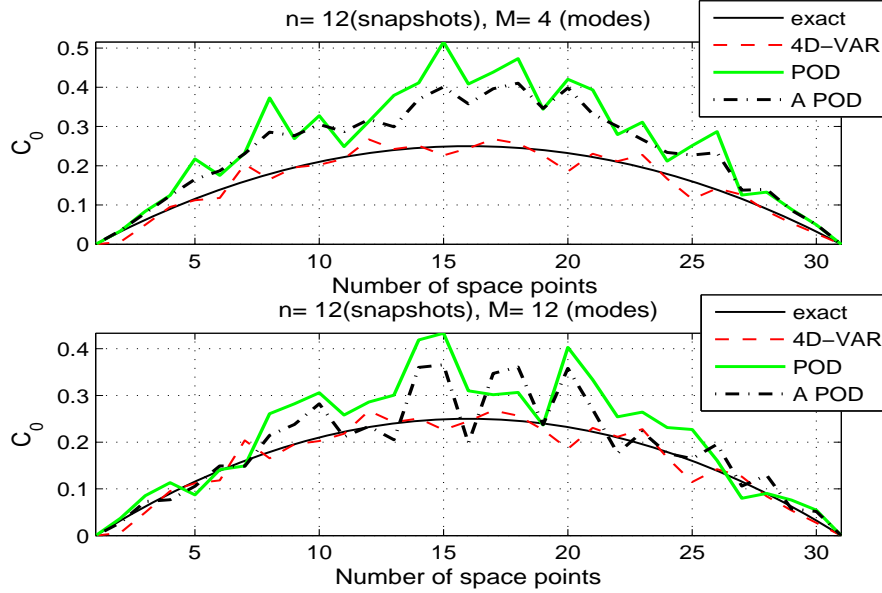 n= 12(snapshots), M= 4 (modes)
exact
4D-VAR
POD
A POD
C0
0.5
0.4
0.3
0.2
0.1
0
5
10
15
20
25
30
Number of space points
n= 12(snapshots), M= 12 (modes)
exact
4D-VAR
POD
A POD
C0
0.4
0.3
0.2
0.1
0
5
10
15
20
25
30
Number of space points